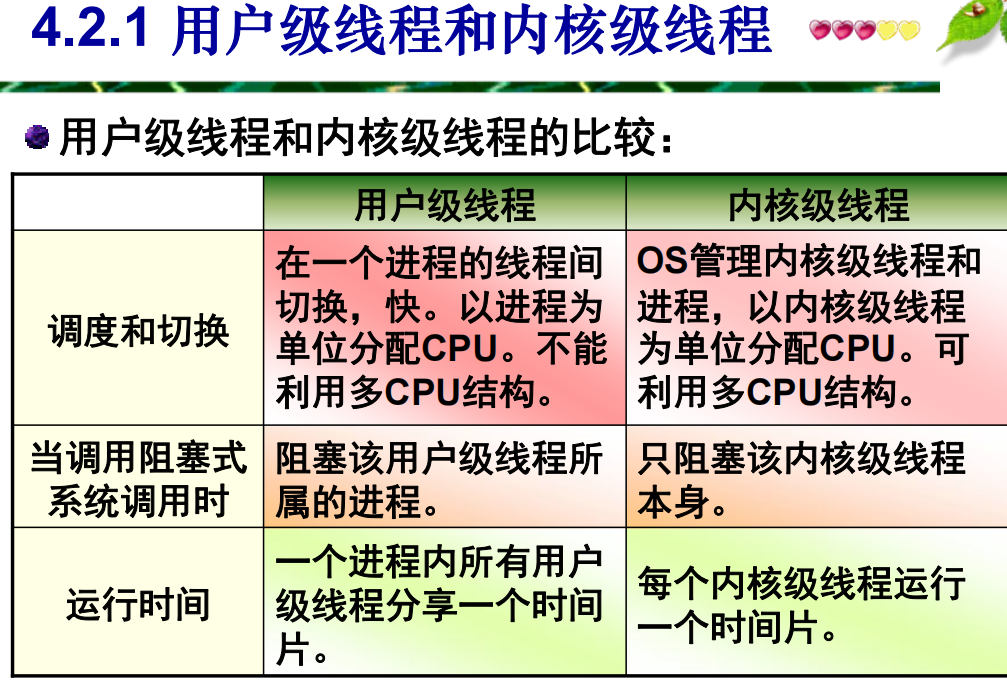 4.2.1 用户级线程和内核级线程
用户级线程和内核级线程的比较：
用户级线程
内核级线程
调度和切换
在一个进程的线程间
切换，快。以进程为
单位分配CPU。不能
利用多CPU结构。
OS管理内核级线程和
进程，以内核级线程
为单位分配CPU。可
利用多CPU结构。
当调用阻塞式
系统调用时
阻塞该用户级线程所
属的进程。
只阻塞该内核级线程
本身。
运行时间
一个进程内所有用户
级线程分享一个时间
片。
每个内核级线程运行
一个时间片。